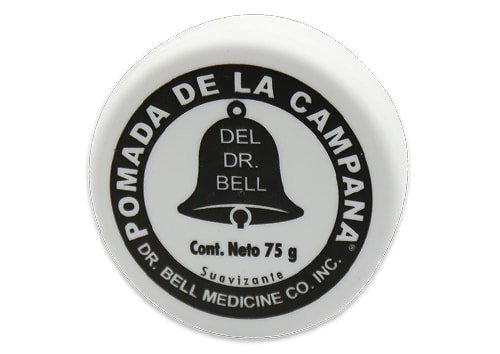 POMADA DE LA CAMPANA®
DEL
DR.
BELL
Cont. Neto 75 g
Suavizante
DR. BELL MEDICINE CO. INC.